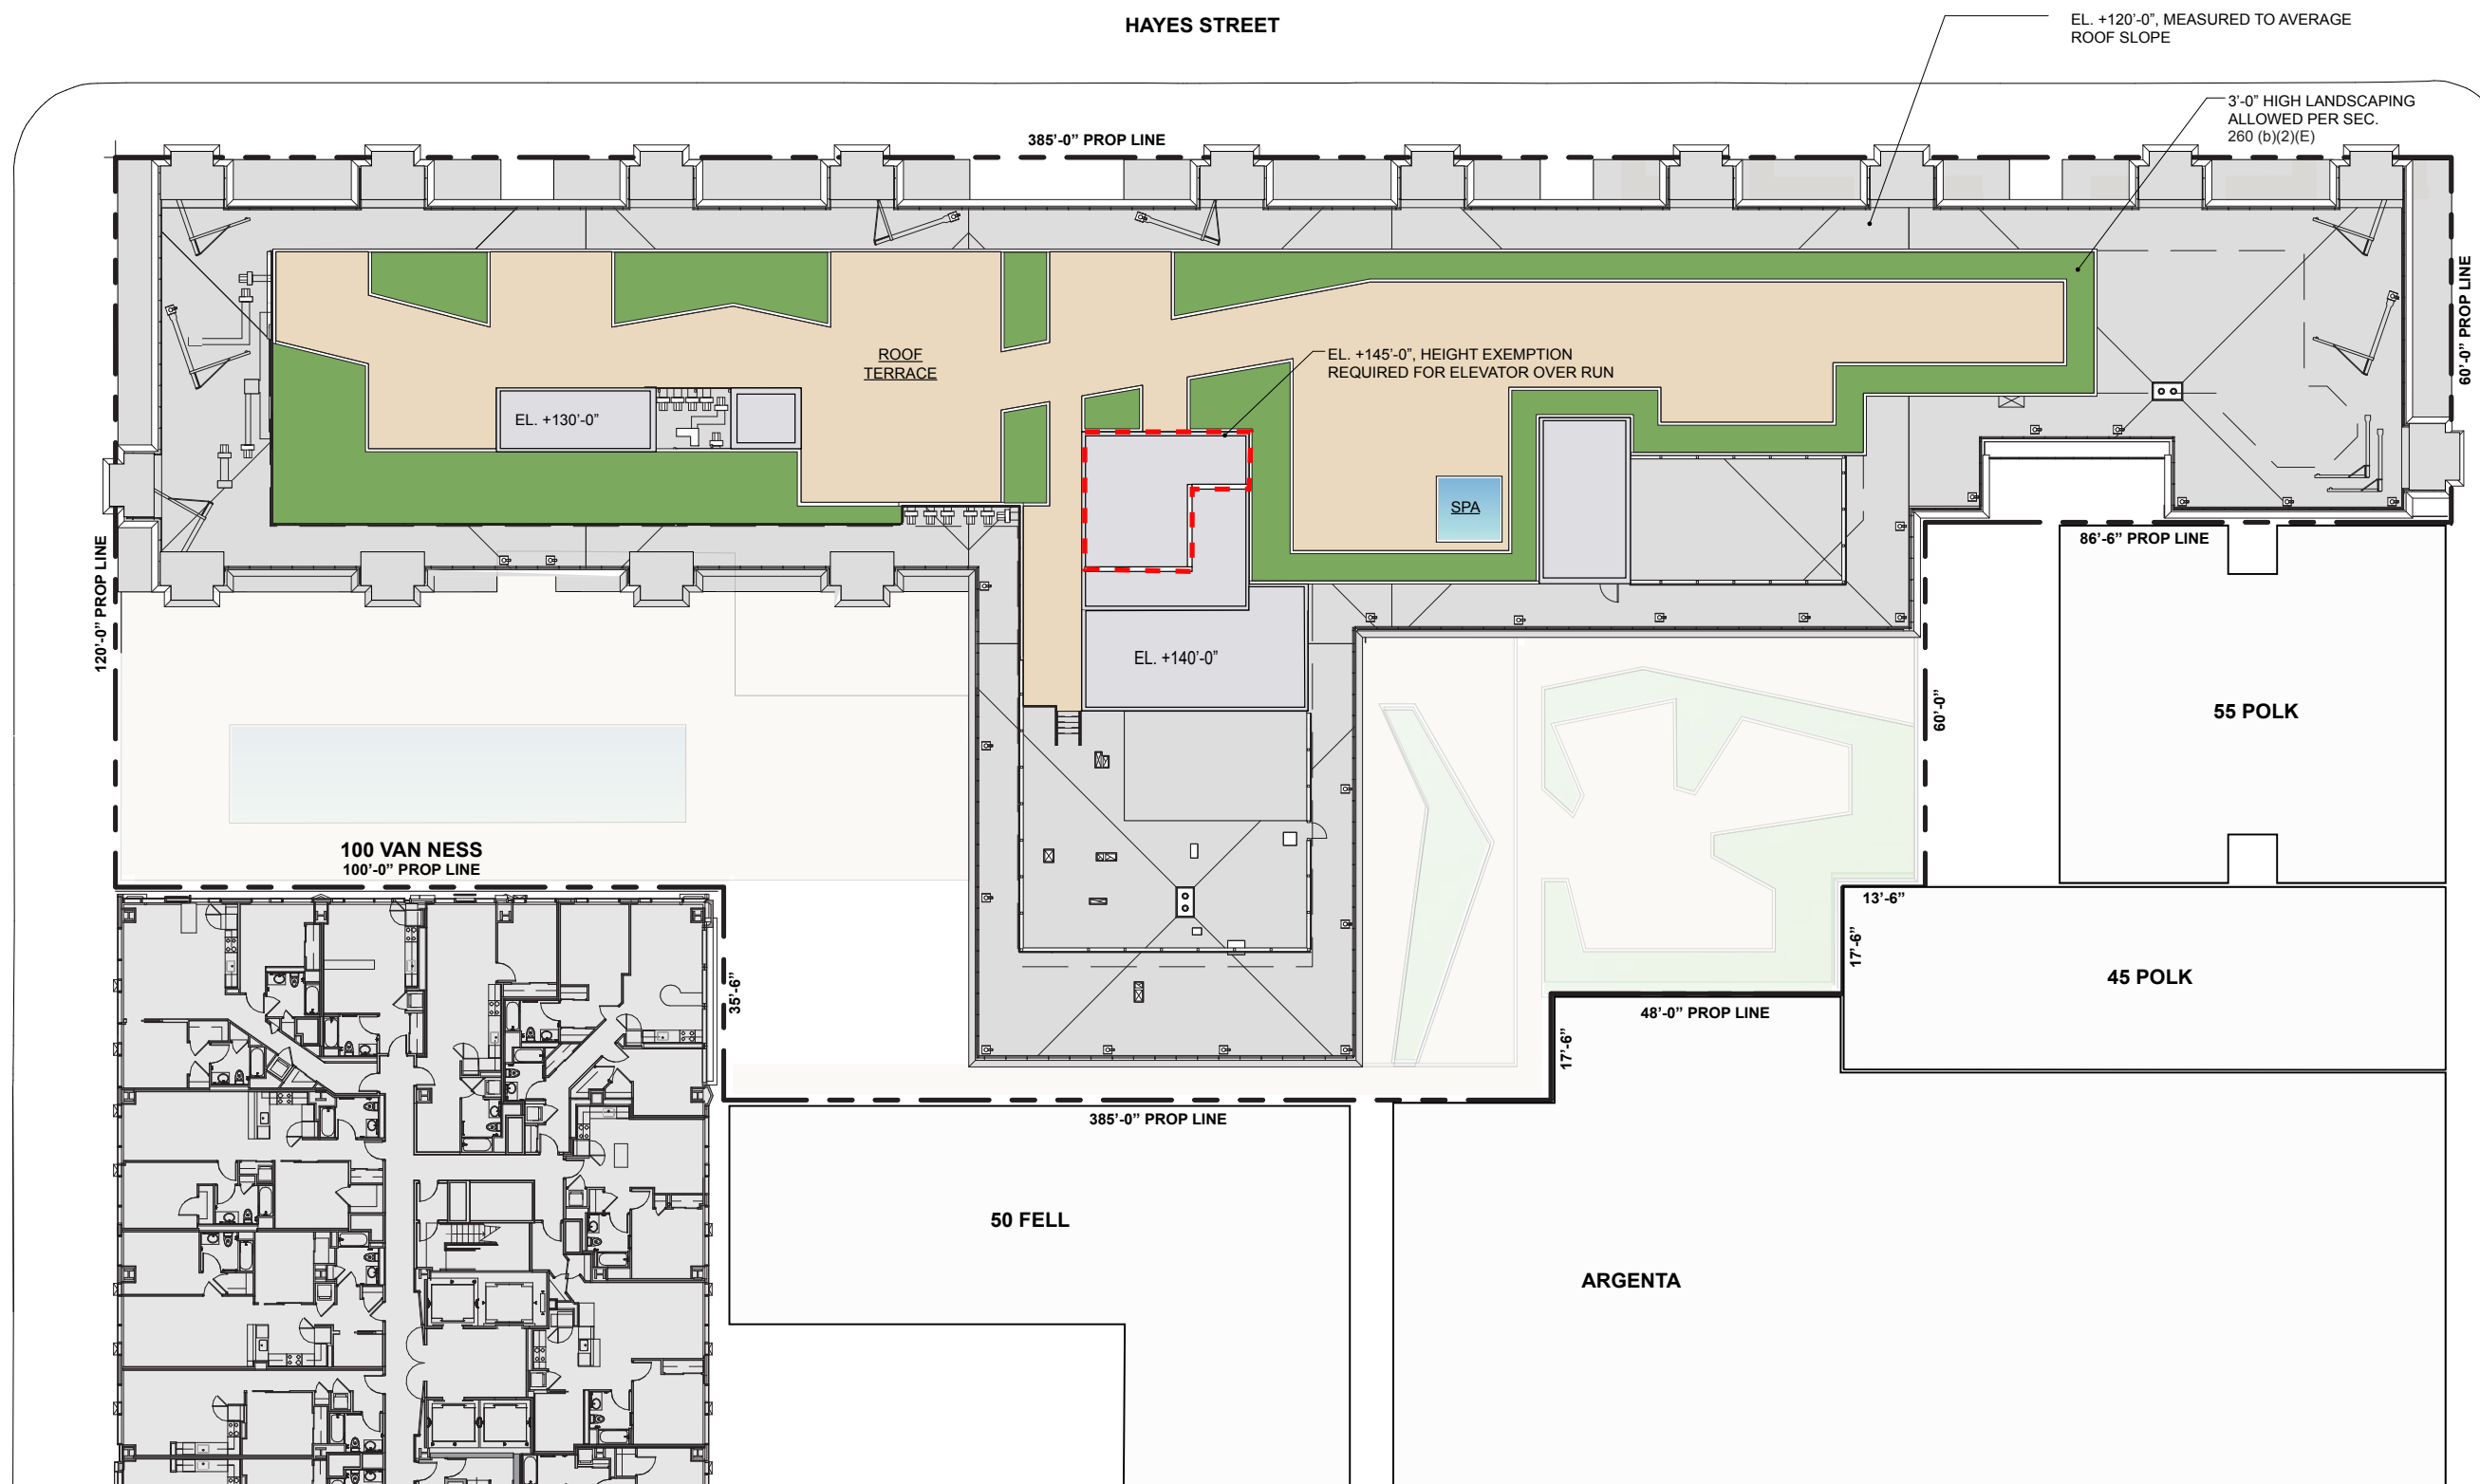 HAYES STREET
EL. +120’-0”, MEASURED TO AVERAGE
ROOF SLOPE
3’-0” HIGH LANDSCAPING
ALLOWED PER SEC.
260 (b)(2)(E)
385’-0” PROP LINE
60’-0” PROP LINE
ROOF
TERRACE
EL. +145’-0”, HEIGHT EXEMPTION
REQUIRED FOR ELEVATOR OVER RUN
EL. +130’-0”
SPA
86’-6” PROP LINE
120’-0” PROP LINE
EL. +140’-0”
60’-0”
55 POLK
100 VAN NESS
100’-0” PROP LINE
13’-6”
17’-6”
45 POLK
35’-6”
48’-0” PROP LINE
17’-6”
385’-0” PROP LINE
50 FELL
ARGENTA